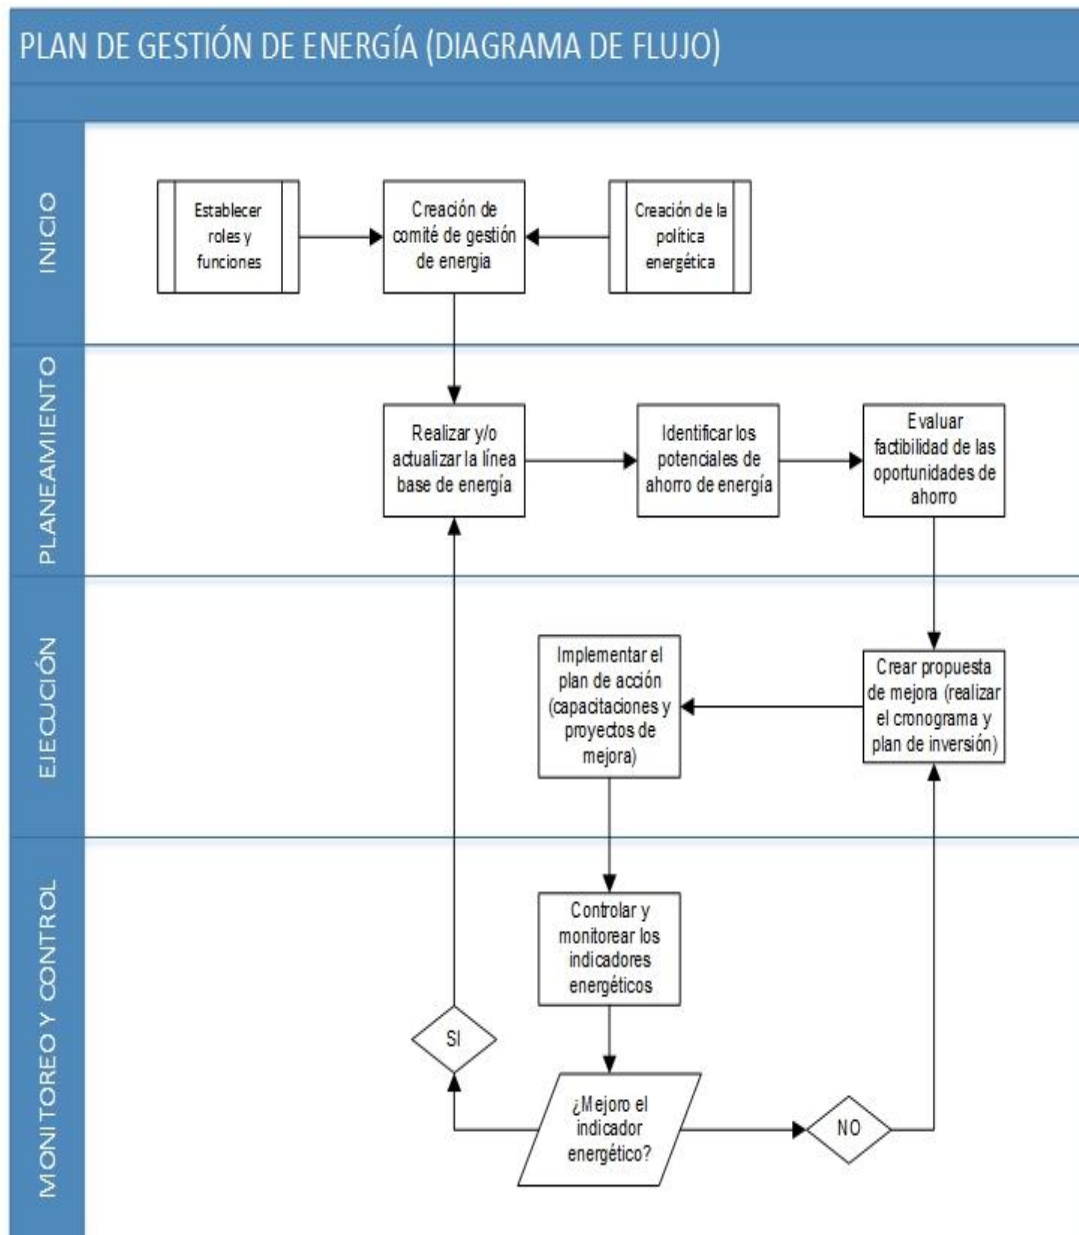 PLAN DE GESTIÓN DE ENERGÍA (DIAGRAMA DE FLUJO)
INICIO
Establecer
roles y
funciones
Creación de
comité de gestión
de energia
Creación de la
política
energética
PLANEAMIENTO
Realizar y/o
actualizar la línea
base de energía
Identificar los
potenciales de
ahorro de energía
Evaluar
factibilidad de las
oportunidades de
ahorro
EJECUCIÓN
Implementar el
plan de acción
(capacitaciones y
proyectos de
mejora)
Crear propuesta
de mejora (realizar
el cronograma y
plan de inversión)
MONITOREO Y CONTROL
Controlar y
monitorear los
indicadores
energéticos
SI
¿Mejoro el
indicador
energético?
NO